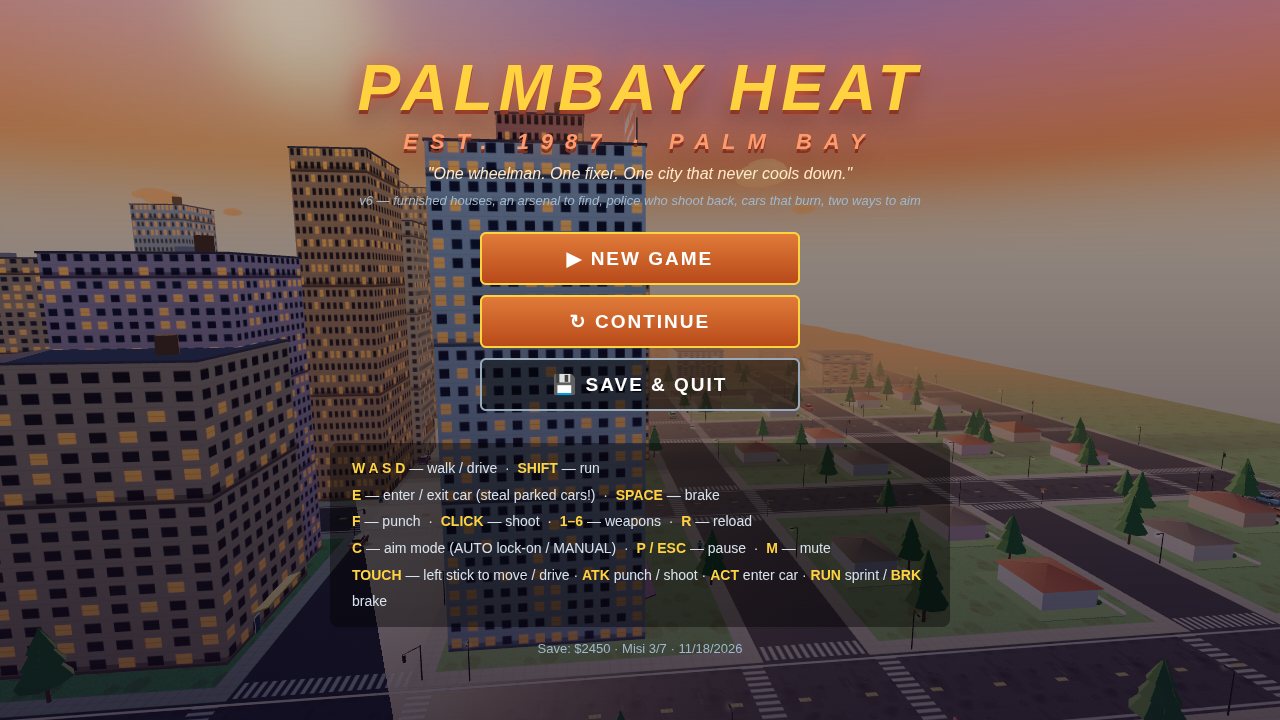 PALMBAY HEAT
EST. 1987 · PALM BAY
"One wheelman. One fixer. One city that never cools down."
v6 — furnished houses, an arsenal to find, police who shoot back, cars that burn, two ways to aim
▶ NEW GAME
↻ CONTINUE
💾 SAVE & QUIT
W A S D — walk / drive · SHIFT — run
E — enter / exit car (steal parked cars!) · SPACE — brake
F — punch · CLICK — shoot · 1–6 — weapons · R — reload
C — aim mode (AUTO lock-on / MANUAL) · P / ESC — pause · M — mute
TOUCH — left stick to move / drive · ATK punch / shoot · ACT enter car · RUN sprint / BRK
brake
Save: $2450 · Misi 3/7 · 11/18/2026